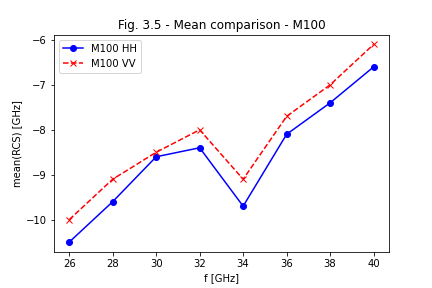 Fig. 3.5 - Mean comparison - M100
M100 HH
M100 VV
mean(RCS) [GHz]
−6
−7
−8
−9
−10
26 28 30 32 34 36 38 40
f [GHz]